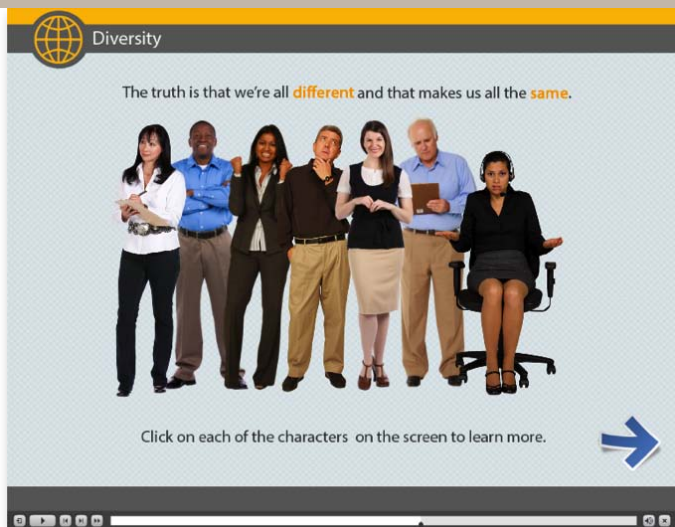 Diversity
The truth is that we're all different and that makes us all the same.
Click on each of the characters on the screen to learn more.